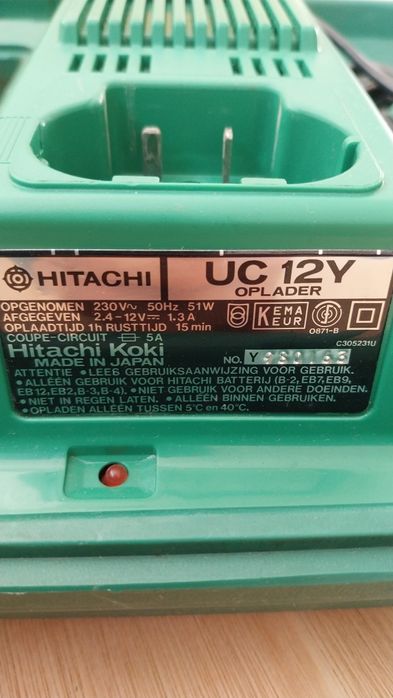 HITACHI
UC 12Y
OPLADER
OPGENOMEN 230V~ 50Hz 51W
AFGEGEVEN 2.4-12V⎓ 1.3A
OPLAADTIJD 1h RUSTTIJD 15 min
COUPE-CIRCUIT 5A
KEMA
KEUR
0871-B
C305231U
Hitachi Koki
MADE IN JAPAN
NO.
ATTENTIE •LEES GEBRUIKSAANWIJZING VOOR GEBRUIK.
•ALLÉÉN GEBRUIK VOOR HITACHI BATTERIJ (B-2, EB7, EB9,
EB12, EB2, B-3, B-4). •NIET GEBRUIK VOOR ANDERE DOEINDEN.
•NIET IN REGEN LATEN. •ALLÉÉN BINNEN GEBRUIKEN.
•OPLADEN ALLÉÉN TUSSEN 5°C en 40°C.